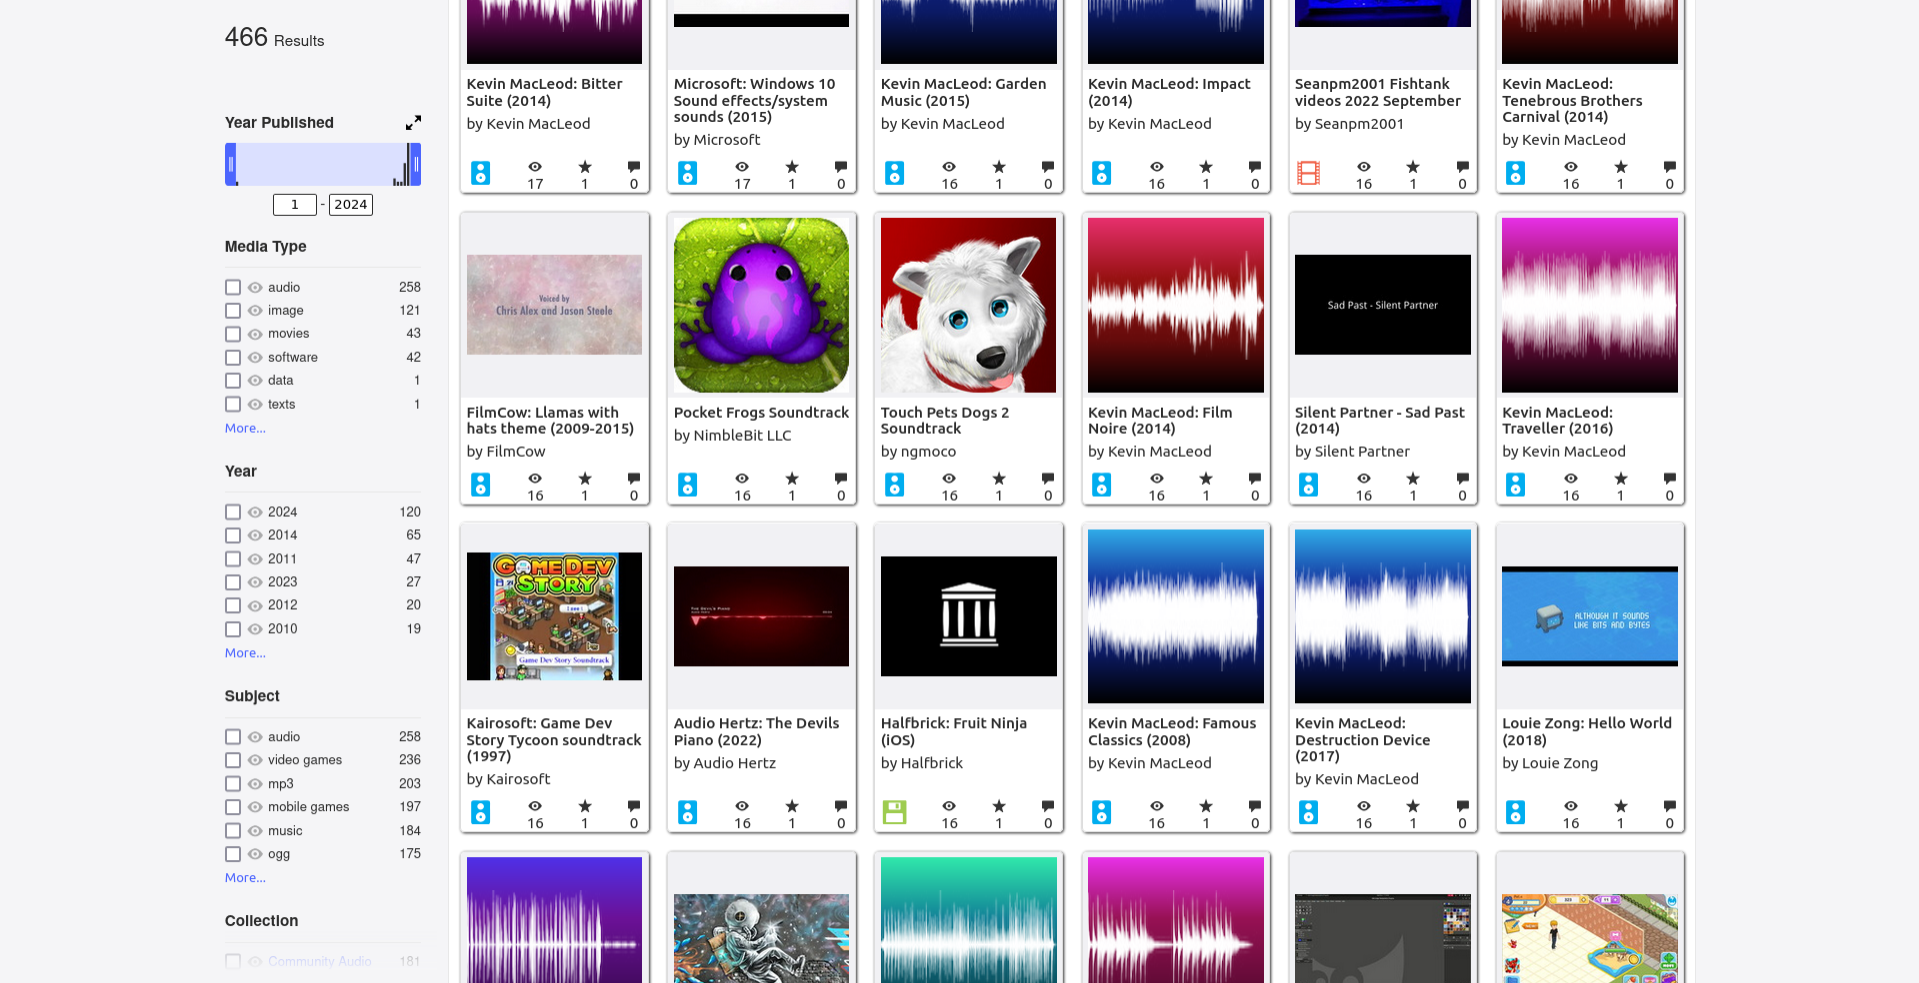 466 Results
Year Published
1 - 2024
Media Type
audio 258
image 121
movies 43
software 42
data 1
texts 1
More...
Year
2024 120
2014 65
2011 47
2023 27
2012 20
2010 19
More...
Subject
audio 258
video games 236
mp3 203
mobile games 197
music 184
ogg 175
More...
Collection
Community Audio 181
Kevin MacLeod: Bitter
Suite (2014)
by Kevin MacLeod
17 1 0
Microsoft: Windows 10
Sound effects/system
sounds (2015)
by Microsoft
17 1 0
Kevin MacLeod: Garden
Music (2015)
by Kevin MacLeod
16 1 0
Kevin MacLeod: Impact
(2014)
by Kevin MacLeod
16 1 0
Seanpm2001 Fishtank
videos 2022 September
by Seanpm2001
16 1 0
Kevin MacLeod:
Tenebrous Brothers
Carnival (2014)
by Kevin MacLeod
16 1 0
Voiced by
Chris Alex and Jason Steele
FilmCow: Llamas with
hats theme (2009-2015)
by FilmCow
16 1 0
Pocket Frogs Soundtrack
by NimbleBit LLC
16 1 0
Touch Pets Dogs 2
Soundtrack
by ngmoco
16 1 0
Kevin MacLeod: Film
Noire (2014)
by Kevin MacLeod
16 1 0
Sad Past - Silent Partner
Silent Partner - Sad Past
(2014)
by Silent Partner
16 1 0
Kevin MacLeod:
Traveller (2016)
by Kevin MacLeod
16 1 0
GAME DEV
STORY
Game Dev Story Soundtrack
Kairosoft: Game Dev
Story Tycoon soundtrack
(1997)
by Kairosoft
16 1 0
THE DEVIL'S PIANO
Audio Hertz: The Devils
Piano (2022)
by Audio Hertz
16 1 0
Halfbrick: Fruit Ninja
(iOS)
by Halfbrick
16 1 0
Kevin MacLeod: Famous
Classics (2008)
by Kevin MacLeod
16 1 0
Kevin MacLeod:
Destruction Device
(2017)
by Kevin MacLeod
16 1 0
ALTHOUGH IT SOUNDS
LIKE BITS AND BYTES
Louie Zong: Hello World
(2018)
by Louie Zong
16 1 0